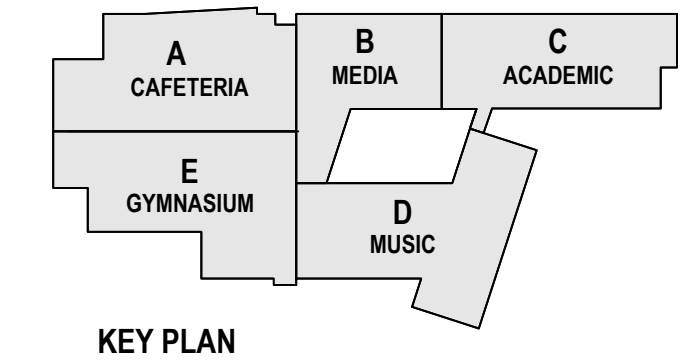 A
CAFETERIA
B
MEDIA
C
ACADEMIC
E
GYMNASIUM
D
MUSIC
KEY PLAN